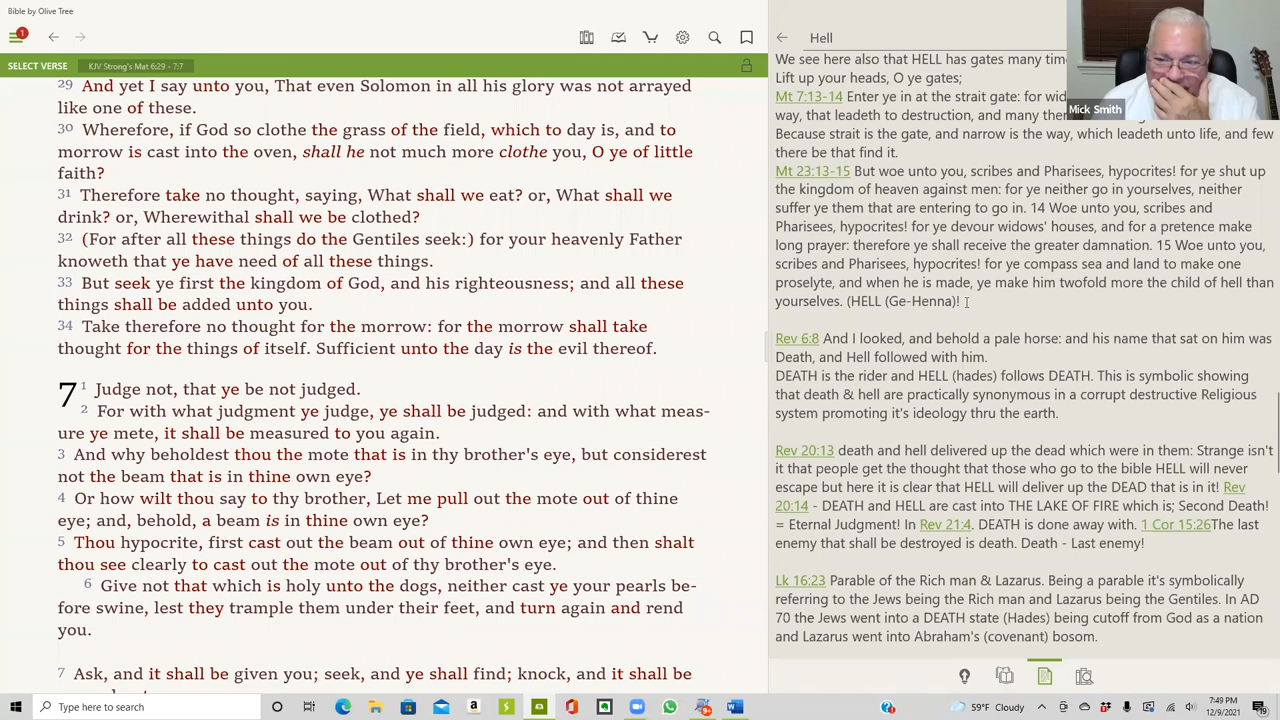 Bible by Olive Tree
1
SELECT VERSE KJV Strong's Mat 6:29 - 7:7
29 And yet I say unto you, That even Solomon in all his glory was not arrayed
like one of these.
30 Wherefore, if God so clothe the grass of the field, which to day is, and to
morrow is cast into the oven, shall he not much more clothe you, O ye of little
faith?
31 Therefore take no thought, saying, What shall we eat? or, What shall we
drink? or, Wherewithal shall we be clothed?
32 (For after all these things do the Gentiles seek:) for your heavenly Father
knoweth that ye have need of all these things.
33 But seek ye first the kingdom of God, and his righteousness; and all these
things shall be added unto you.
34 Take therefore no thought for the morrow: for the morrow shall take
thought for the things of itself. Sufficient unto the day is the evil thereof.
7 1 Judge not, that ye be not judged.
2 For with what judgment ye judge, ye shall be judged: and with what meas-
ure ye mete, it shall be measured to you again.
3 And why beholdest thou the mote that is in thy brother's eye, but considerest
not the beam that is in thine own eye?
4 Or how wilt thou say to thy brother, Let me pull out the mote out of thine
eye; and, behold, a beam is in thine own eye?
5 Thou hypocrite, first cast out the beam out of thine own eye; and then shalt
thou see clearly to cast out the mote out of thy brother's eye.
6 Give not that which is holy unto the dogs, neither cast ye your pearls be-
fore swine, lest they trample them under their feet, and turn again and rend
you.
7 Ask, and it shall be given you; seek, and ye shall find; knock, and it shall be
Hell
We see here also that HELL has gates many tim
Lift up your heads, O ye gates;
Mt 7:13-14 Enter ye in at the strait gate: for wid
way, that leadeth to destruction, and many ther
Because strait is the gate, and narrow is the way, which leadeth unto life, and few
there be that find it.
Mt 23:13-15 But woe unto you, scribes and Pharisees, hypocrites! for ye shut up
the kingdom of heaven against men: for ye neither go in yourselves, neither
suffer ye them that are entering to go in. 14 Woe unto you, scribes and
Pharisees, hypocrites! for ye devour widows' houses, and for a pretence make
long prayer: therefore ye shall receive the greater damnation. 15 Woe unto you,
scribes and Pharisees, hypocrites! for ye compass sea and land to make one
proselyte, and when he is made, ye make him twofold more the child of hell than
yourselves. (HELL (Ge-Henna)!
Rev 6:8 And I looked, and behold a pale horse: and his name that sat on him was
Death, and Hell followed with him.
DEATH is the rider and HELL (hades) follows DEATH. This is symbolic showing
that death & hell are practically synonymous in a corrupt destructive Religious
system promoting it's ideology thru the earth.
Rev 20:13 death and hell delivered up the dead which were in them: Strange isn't
it that people get the thought that those who go to the bible HELL will never
escape but here it is clear that HELL will deliver up the DEAD that is in it! Rev
20:14 - DEATH and HELL are cast into THE LAKE OF FIRE which is; Second Death!
= Eternal Judgment! In Rev 21:4. DEATH is done away with. 1 Cor 15:26The last
enemy that shall be destroyed is death. Death - Last enemy!
Lk 16:23 Parable of the Rich man & Lazarus. Being a parable it's symbolically
referring to the Jews being the Rich man and Lazarus being the Gentiles. In AD
70 the Jews went into a DEATH state (Hades) being cutoff from God as a nation
and Lazarus went into Abraham's (covenant) bosom.
Mick Smith
Type here to search
59°F Cloudy
7:49 PM
12/9/2021
19